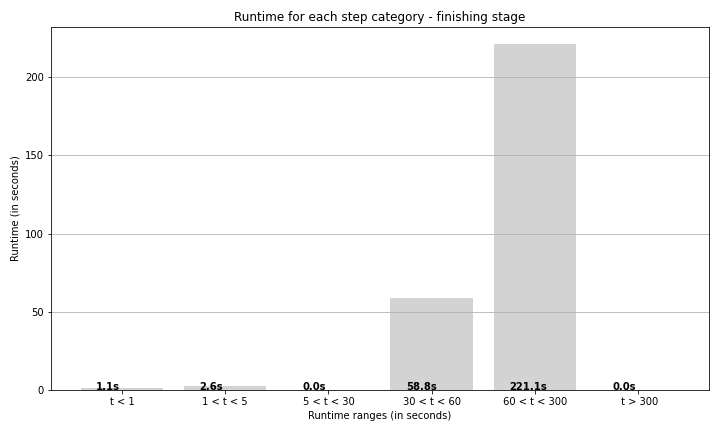 Runtime for each step category - finishing stage
Runtime (in seconds)
200
150
100
50
0
1.1s 2.6s 0.0s 58.8s 221.1s 0.0s
t < 1 1 < t < 5 5 < t < 30 30 < t < 60 60 < t < 300 t > 300
Runtime ranges (in seconds)